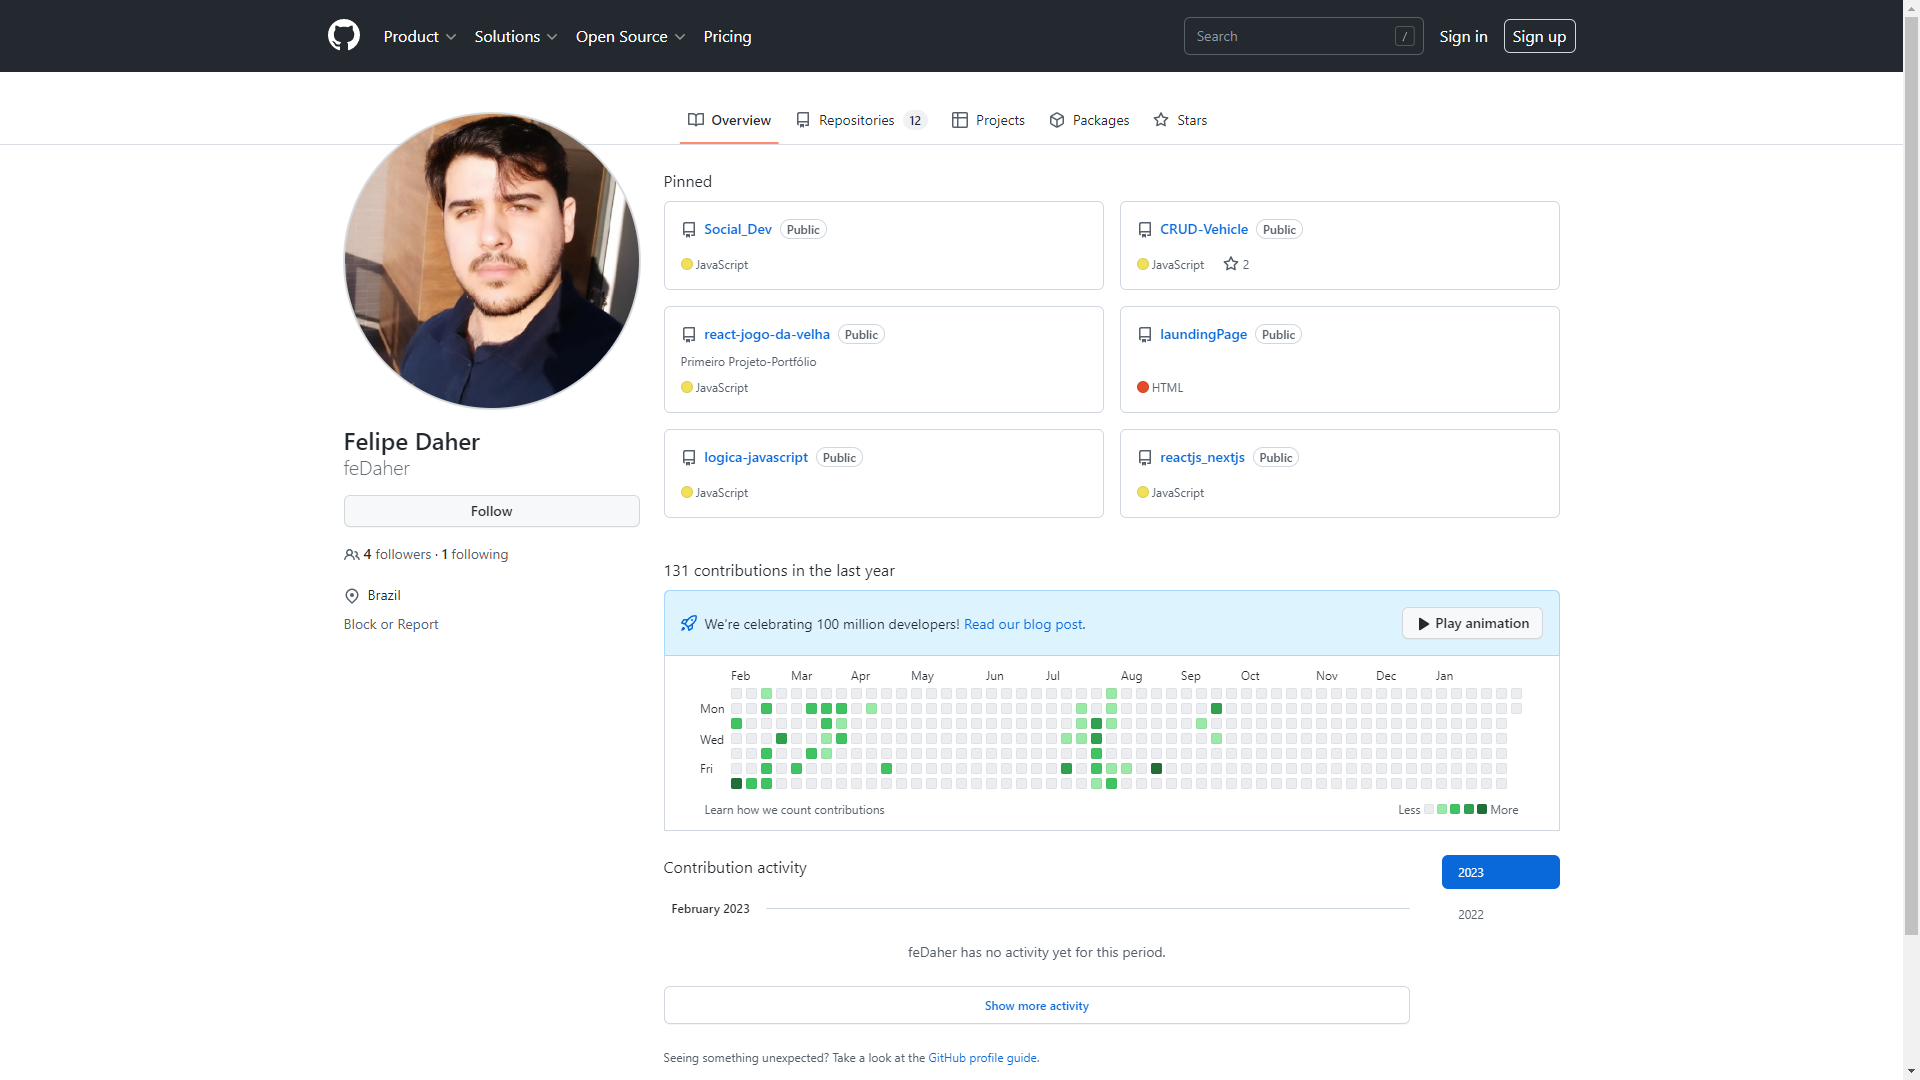 Product Solutions Open Source Pricing Search / Sign in Sign up
Overview Repositories 12 Projects Packages Stars
Felipe Daher
feDaher
Follow
4 followers · 1 following
Brazil
Block or Report
Pinned
Social_Dev Public
JavaScript
CRUD-Vehicle Public
JavaScript 2
react-jogo-da-velha Public
Primeiro Projeto-Portfólio
JavaScript
laundingPage Public
HTML
logica-javascript Public
JavaScript
reactjs_nextjs Public
JavaScript
131 contributions in the last year
We're celebrating 100 million developers! Read our blog post. Play animation
Feb Mar Apr May Jun Jul Aug Sep Oct Nov Dec Jan
Mon
Wed
Fri
Learn how we count contributions Less More
Contribution activity
2023
2022
February 2023
feDaher has no activity yet for this period.
Show more activity
Seeing something unexpected? Take a look at the GitHub profile guide.